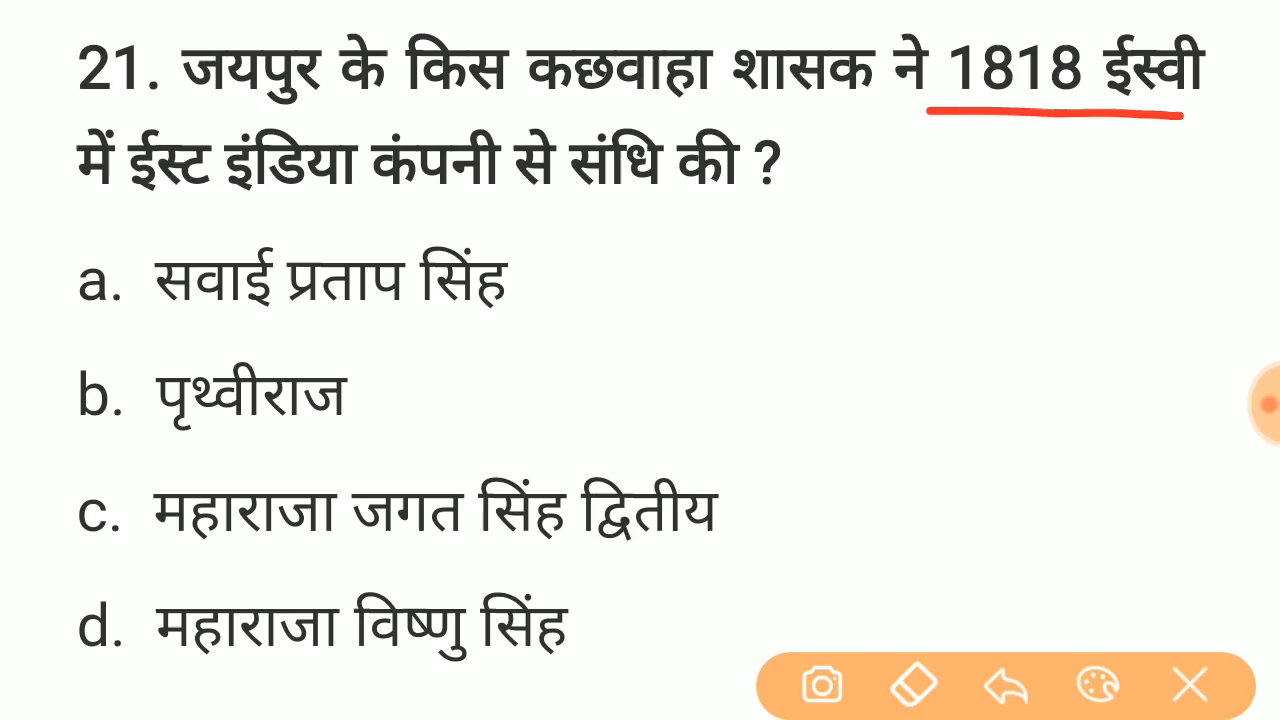 21. जयपुर के किस कछवाहा शासक ने 1818 ईस्वी
में ईस्ट इंडिया कंपनी से संधि की ?
a. सवाई प्रताप सिंह
b. पृथ्वीराज
c. महाराजा जगत सिंह द्वितीय
d. महाराजा विष्णु सिंह